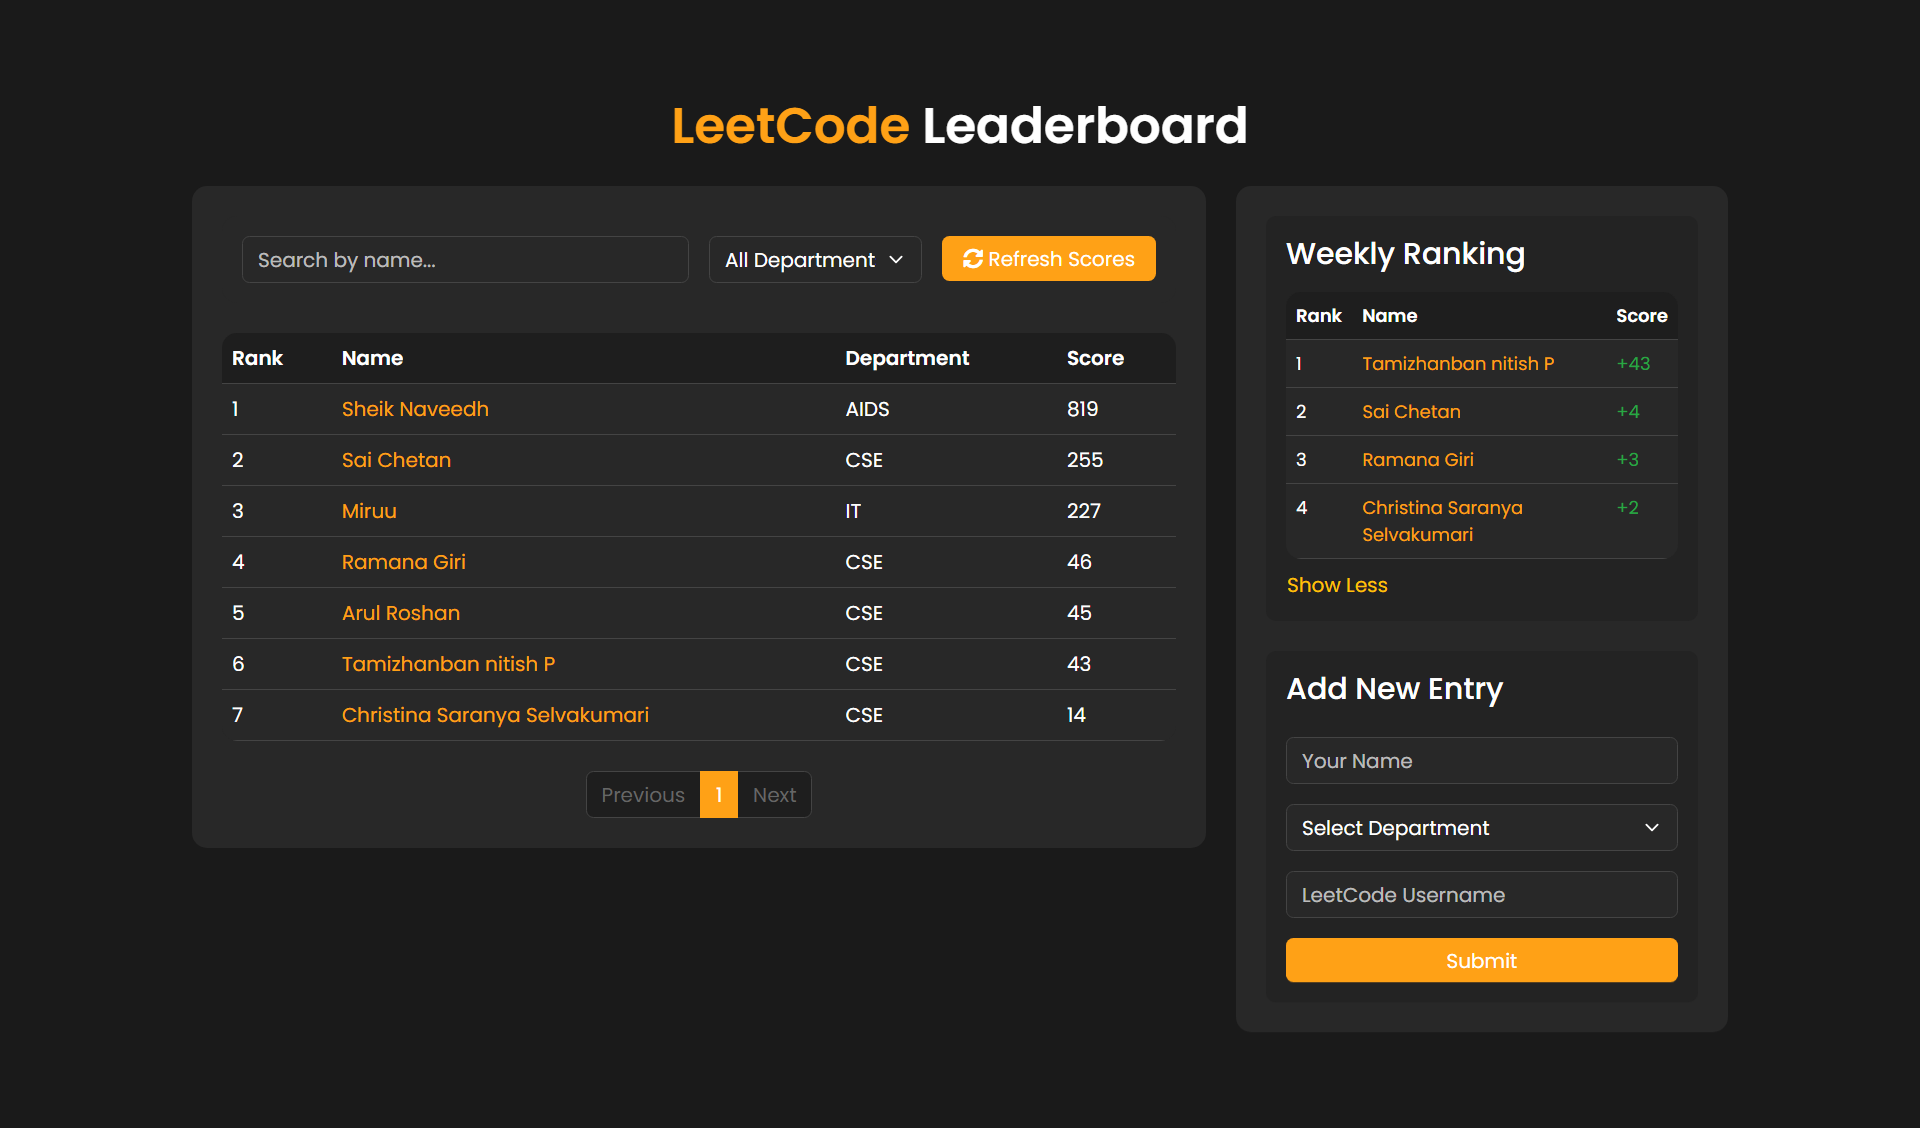 LeetCode Leaderboard
Search by name...
All Department
Refresh Scores
Rank Name Department Score
1 Sheik Naveedh AIDS 819
2 Sai Chetan CSE 255
3 Miruu IT 227
4 Ramana Giri CSE 46
5 Arul Roshan CSE 45
6 Tamizhanban nitish P CSE 43
7 Christina Saranya Selvakumari CSE 14
Previous 1 Next
Weekly Ranking
Rank Name Score
1 Tamizhanban nitish P +43
2 Sai Chetan +4
3 Ramana Giri +3
4 Christina Saranya +2
Selvakumari
Show Less
Add New Entry
Your Name
Select Department
LeetCode Username
Submit